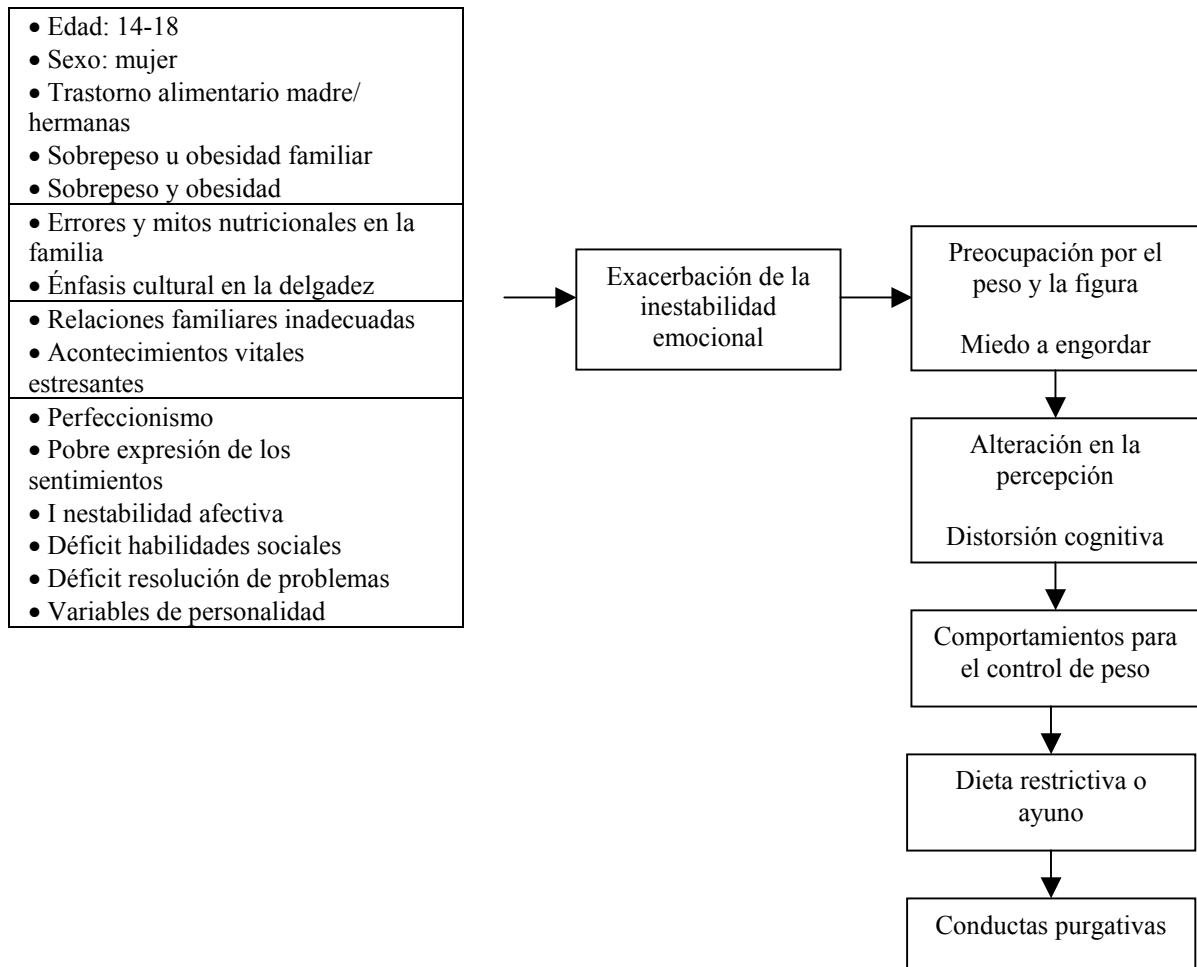 • Edad: 14-18
• Sexo: mujer
• Trastorno alimentario madre/
hermanas
• Sobrepeso u obesidad familiar
• Sobrepeso y obesidad
• Errores y mitos nutricionales en la
familia
• Énfasis cultural en la delgadez
• Relaciones familiares inadecuadas
• Acontecimientos vitales
estresantes
• Perfeccionismo
• Pobre expresión de los
sentimientos
• I nestabilidad afectiva
• Déficit habilidades sociales
• Déficit resolución de problemas
• Variables de personalidad
Exacerbación de la
inestabilidad
emocional
Preocupación por el
peso y la figura
Miedo a engordar
Alteración en la
percepción
Distorsión cognitiva
Comportamientos para
el control de peso
Dieta restrictiva o
ayuno
Conductas purgativas